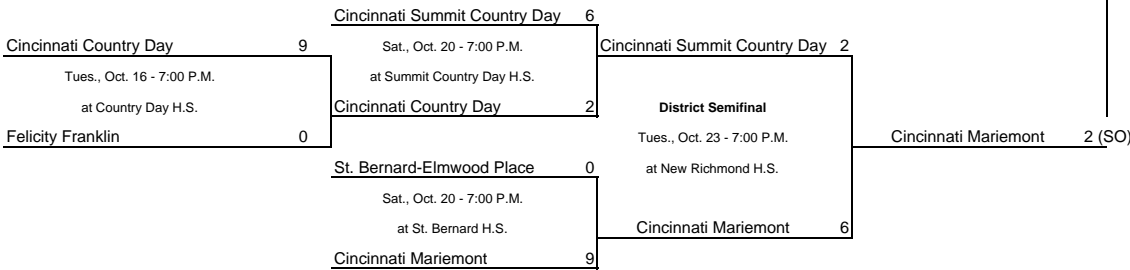 Cincinnati Summit Country Day 6
Cincinnati Country Day 9
Sat., Oct. 20 - 7:00 P.M.
Cincinnati Summit Country Day 2
Tues., Oct. 16 - 7:00 P.M.
at Summit Country Day H.S.
at Country Day H.S.
Cincinnati Country Day 2
District Semifinal
Felicity Franklin 0
Tues., Oct. 23 - 7:00 P.M.
Cincinnati Mariemont 2 (SO)
St. Bernard-Elmwood Place 0
at New Richmond H.S.
Sat., Oct. 20 - 7:00 P.M.
at St. Bernard H.S.
Cincinnati Mariemont 6
Cincinnati Mariemont 9